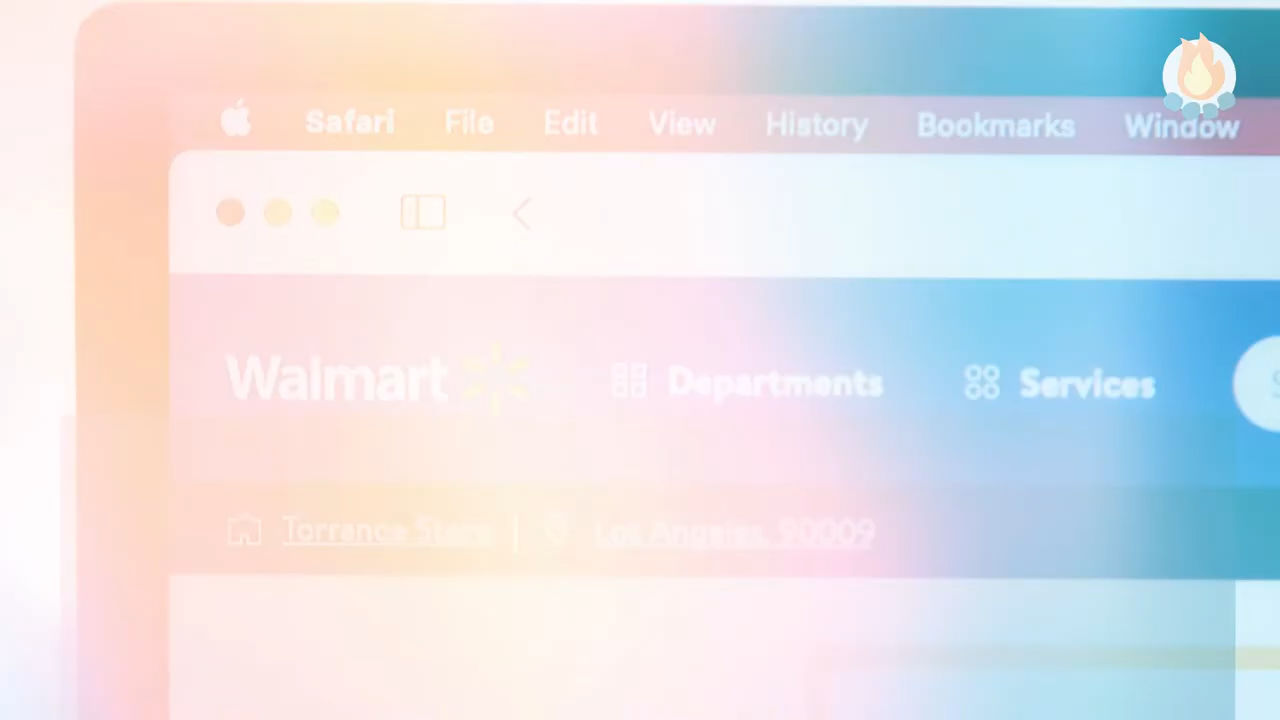 Safari File Edit View History Bookmarks Window
Walmart Departments Services
Torrance Store | Los Angeles, 90009